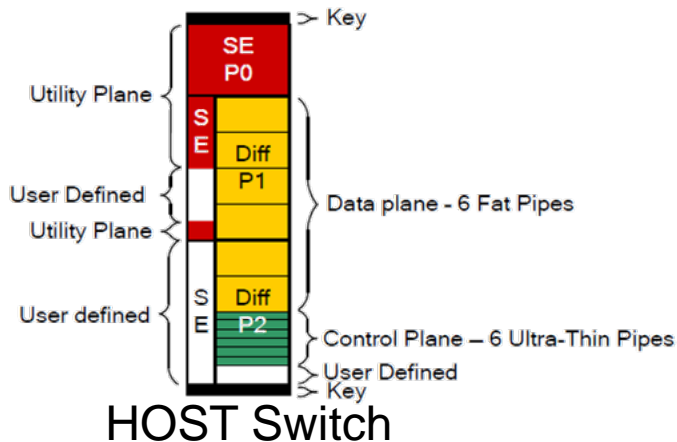 Key
SE
P0
Utility Plane
S
E
Diff
P1
User Defined
Data plane - 6 Fat Pipes
Utility Plane
S
E
Diff
P2
User defined
Control Plane – 6 Ultra-Thin Pipes
User Defined
Key
HOST Switch